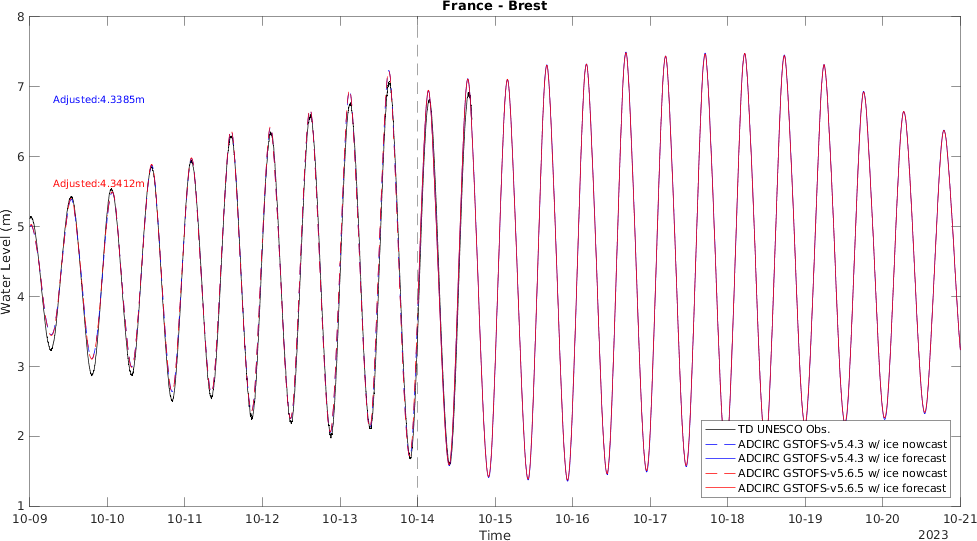 France - Brest
8
7
6
5
4
3
2
1
Water Level (m)
Adjusted:4.3385m
Adjusted:4.3412m
TD UNESCO Obs.
ADCIRC GSTOFS-v5.4.3 w/ ice nowcast
ADCIRC GSTOFS-v5.4.3 w/ ice forecast
ADCIRC GSTOFS-v5.6.5 w/ ice nowcast
ADCIRC GSTOFS-v5.6.5 w/ ice forecast
10-09 10-10 10-11 10-12 10-13 10-14 10-15 10-16 10-17 10-18 10-19 10-20 10-21
Time
2023